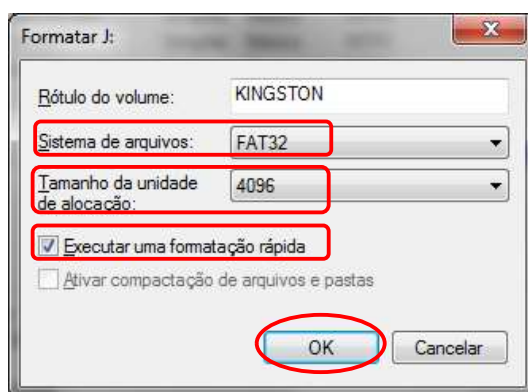 Formatar J:
Rótulo do volume: KINGSTON
Sistema de arquivos: FAT32
Tamanho da unidade 4096
de alocação:
Executar uma formatação rápida
Ativar compactação de arquivos e pastas
OK Cancelar